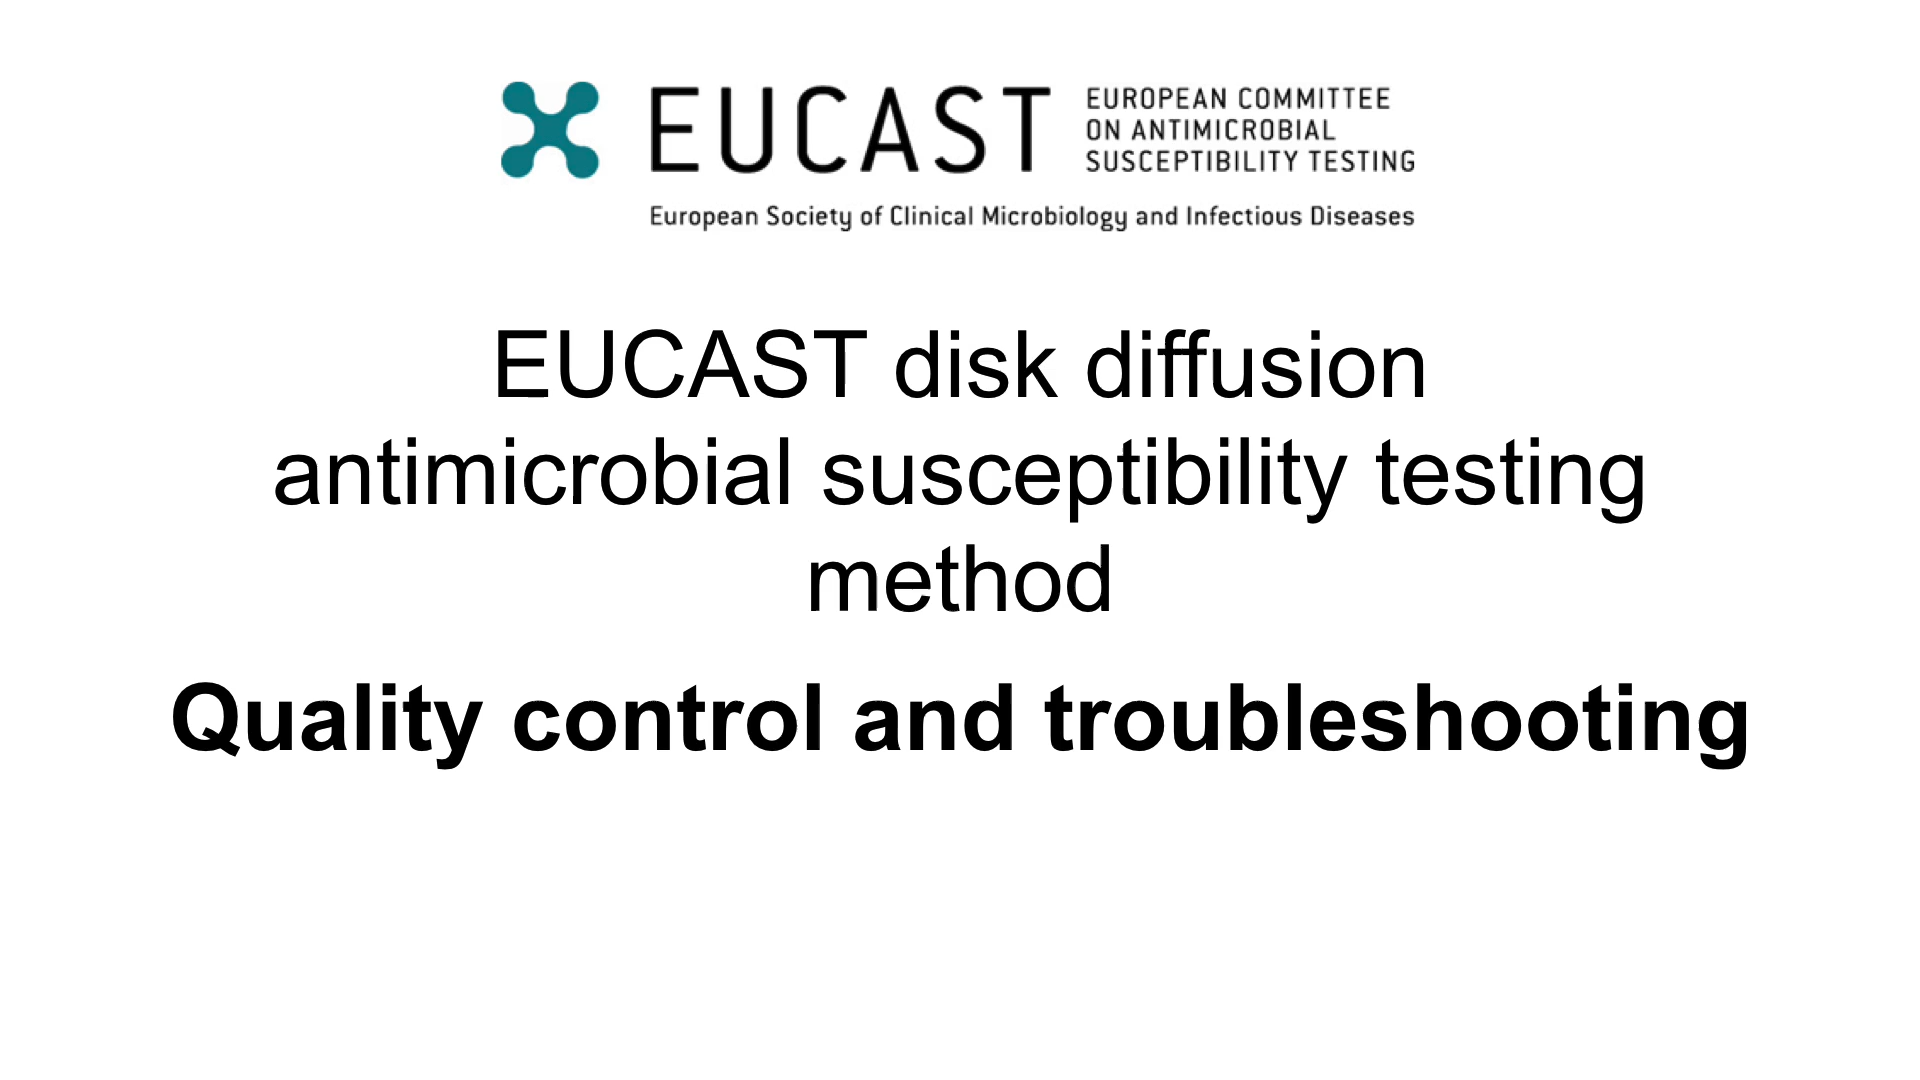 EUCAST
EUROPEAN COMMITTEE
ON ANTIMICROBIAL
SUSCEPTIBILITY TESTING
European Society of Clinical Microbiology and Infectious Diseases
EUCAST disk diffusion
antimicrobial susceptibility testing
method
Quality control and troubleshooting